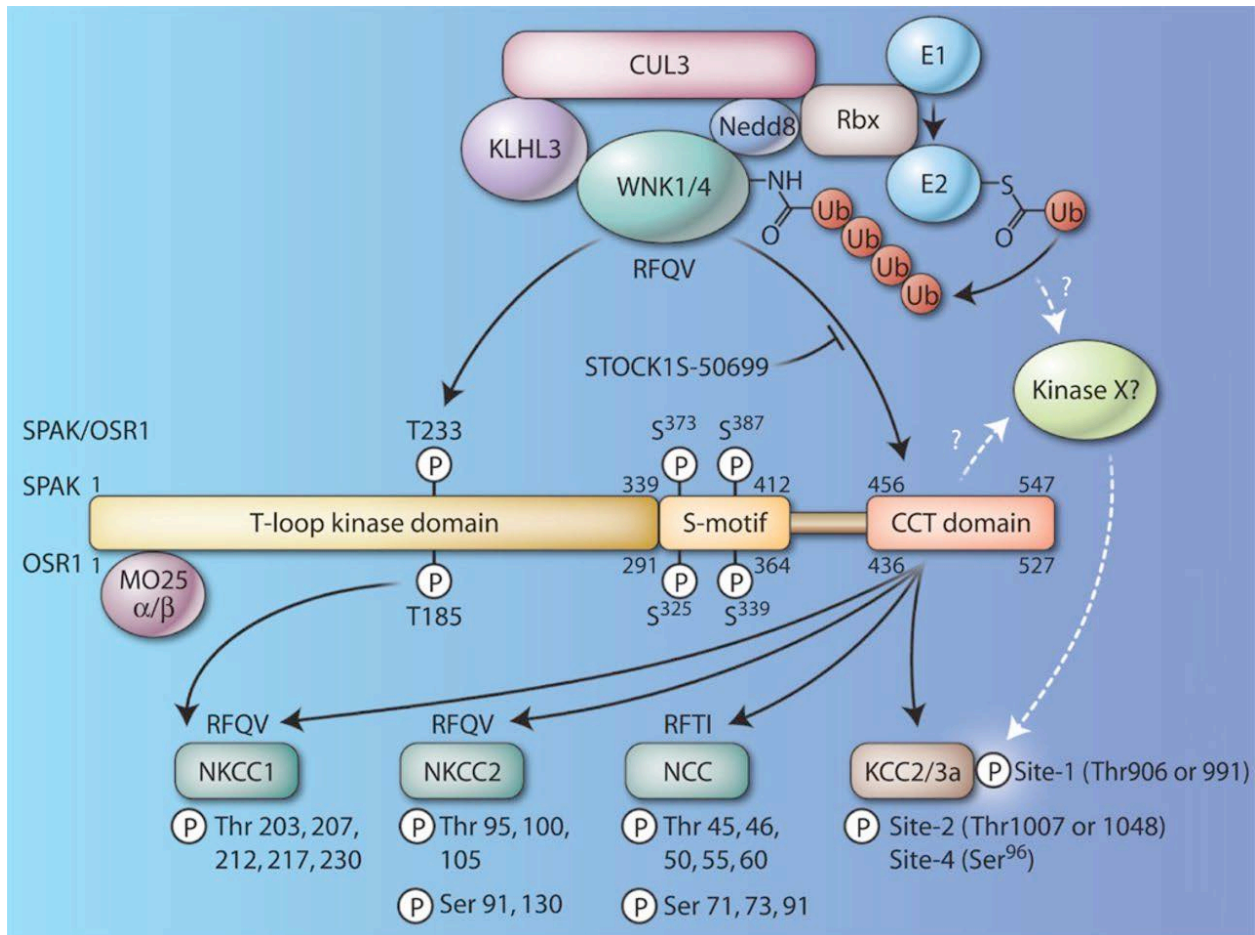 CUL3
E1
KLHL3
Nedd8
Rbx
WNK1/4
NH
E2
S
O
Ub
Ub
Ub
Ub
O
Ub
RFQV
?
STOCK1S-50699
Kinase X?
?
SPAK/OSR1
T233
S373
S387
P
P
P
SPAK 1
339
412
456
547
T-loop kinase domain
S-motif
CCT domain
OSR1 1
291
364
436
527
MO25
α/β
P
P
P
T185
S325
S339
RFQV
RFQV
RFTI
NKCC1
NKCC2
NCC
KCC2/3a
P Site-1 (Thr906 or 991)
P Thr 203, 207,
212, 217, 230
P Thr 95, 100,
105
P Ser 91, 130
P Thr 45, 46,
50, 55, 60
P Ser 71, 73, 91
P Site-2 (Thr1007 or 1048)
Site-4 (Ser96)